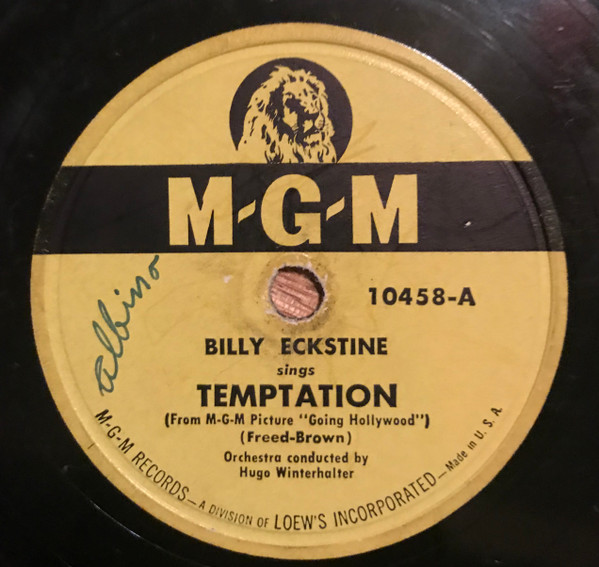 M-G-M
10458-A
albino
BILLY ECKSTINE
sings
TEMPTATION
(From M-G-M Picture "Going Hollywood")
(Freed-Brown)
Orchestra conducted by
Hugo Winterhalter
M-G-M RECORDS—A DIVISION OF LOEW'S INCORPORATED—Made in U. S. A.